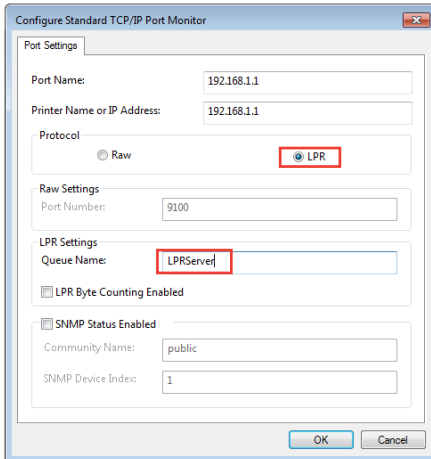 Configure Standard TCP/IP Port Monitor
Port Settings
Port Name: 192.168.1.1
Printer Name or IP Address: 192.168.1.1
Protocol
Raw LPR
Raw Settings
Port Number: 9100
LPR Settings
Queue Name: LPRServer
LPR Byte Counting Enabled
SNMP Status Enabled
Community Name: public
SNMP Device Index: 1
OK Cancel